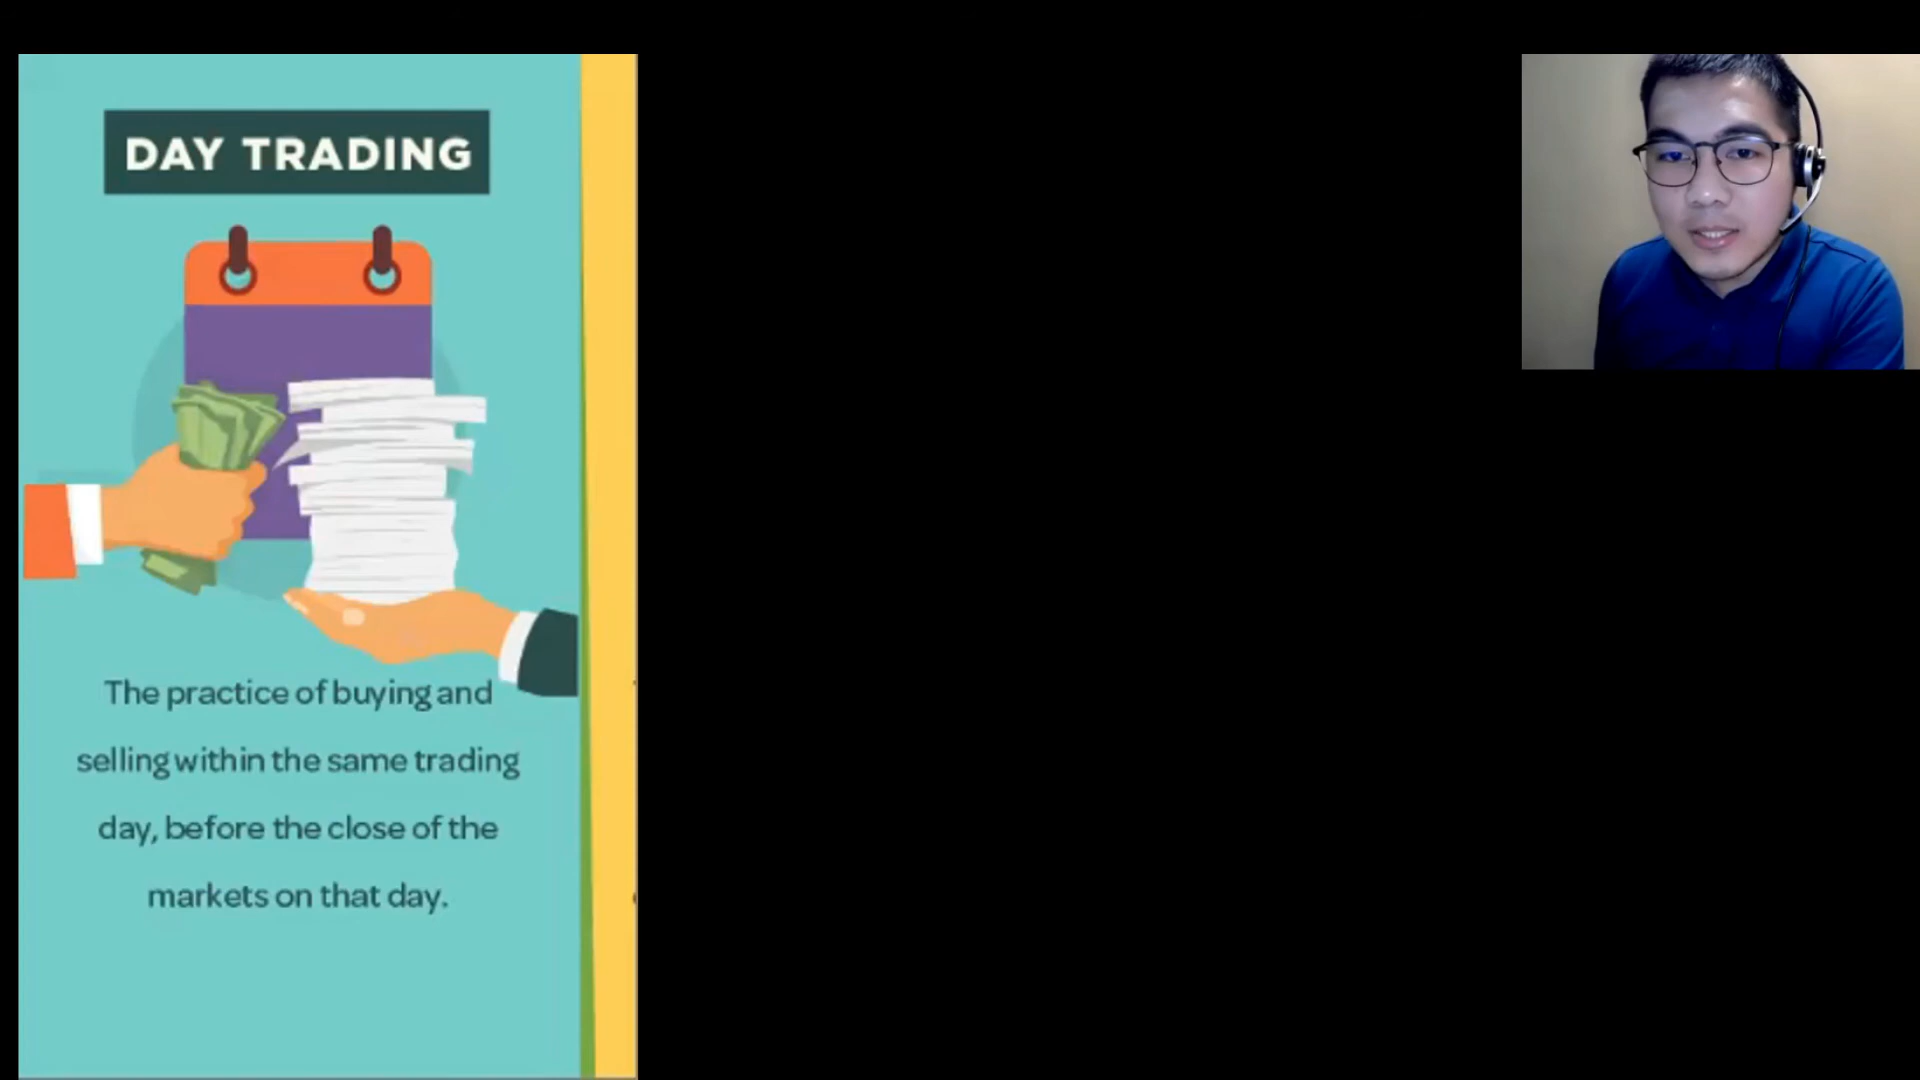 DAY TRADING
The practice of buying and
selling within the same trading
day, before the close of the
markets on that day.